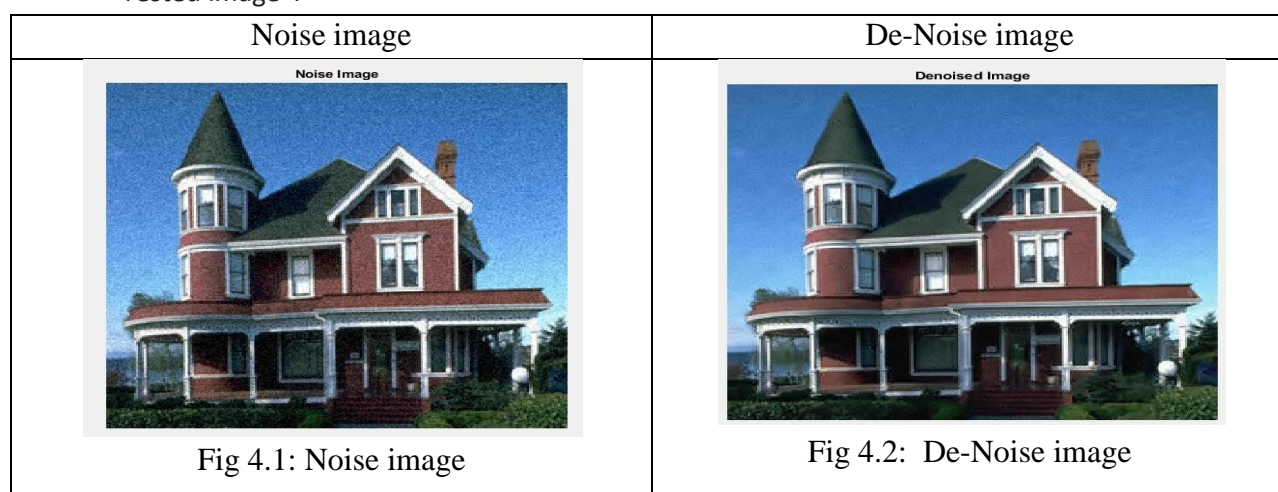 Noise image
De-Noise image
Noise Image
Denoised Image
Fig 4.1: Noise image
Fig 4.2: De-Noise image